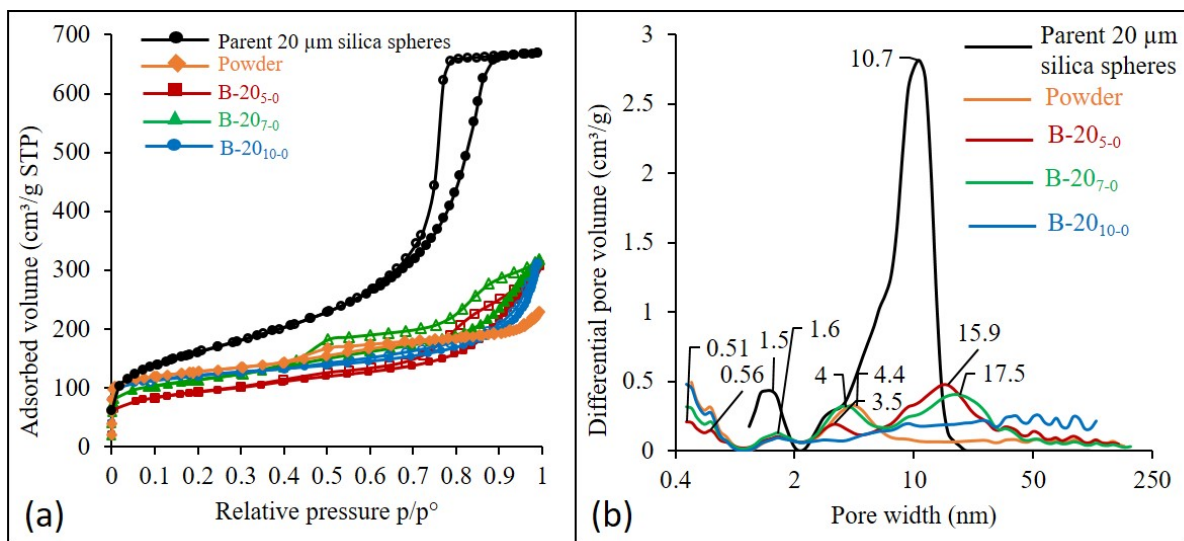 700
600
500
400
300
200
100
0
0 0.1 0.2 0.3 0.4 0.5 0.6 0.7 0.8 0.9 1
Adsorbed volume (cm³/g STP)
Relative pressure p/p°
Parent 20 µm silica spheres
Powder
B-20₅₋₀
B-20₇₋₀
B-20₁₀₋₀
(a)
3
2.5
2
1.5
1
0.5
0
0.4 2 10 50 250
Differential pore volume (cm³/g)
Pore width (nm)
10.7
Parent 20 µm
silica spheres
Powder
B-20₅₋₀
B-20₇₋₀
B-20₁₀₋₀
0.51
0.56
1.5
1.6
4
4.4
3.5
15.9
17.5
(b)